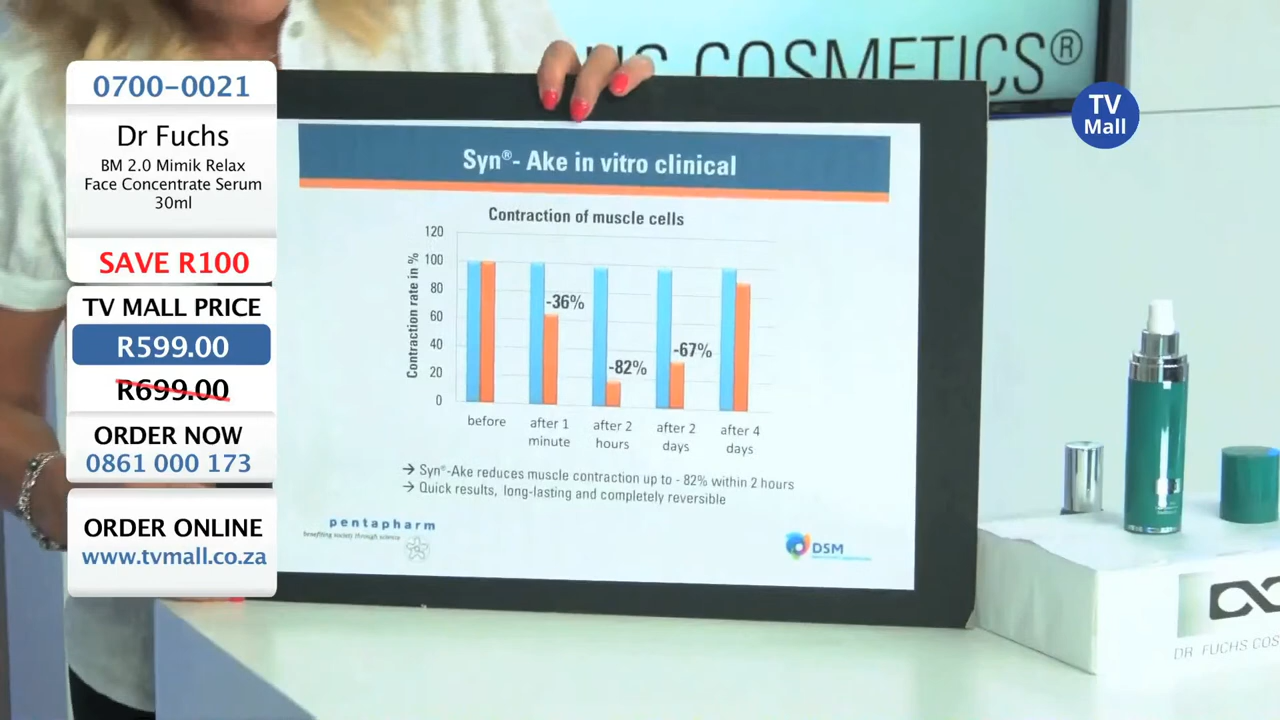 0700-0021
Dr Fuchs
BM 2.0 Mimik Relax
Face Concentrate Serum
30ml
SAVE R100
TV MALL PRICE
R599.00
R699.00
ORDER NOW
0861 000 173
ORDER ONLINE
www.tvmall.co.za
COSMETICS®
TV
Mall
Syn®- Ake in vitro clinical
Contraction of muscle cells
Contraction rate in %
120
100
80
60
40
20
0
-36%
-82%
-67%
before
after 1
minute
after 2
hours
after 2
days
after 4
days
→ Syn®-Ake reduces muscle contraction up to - 82% within 2 hours
→ Quick results, long-lasting and completely reversible
pentapharm
benefiting society through science
DSM
DR FUCHS COS